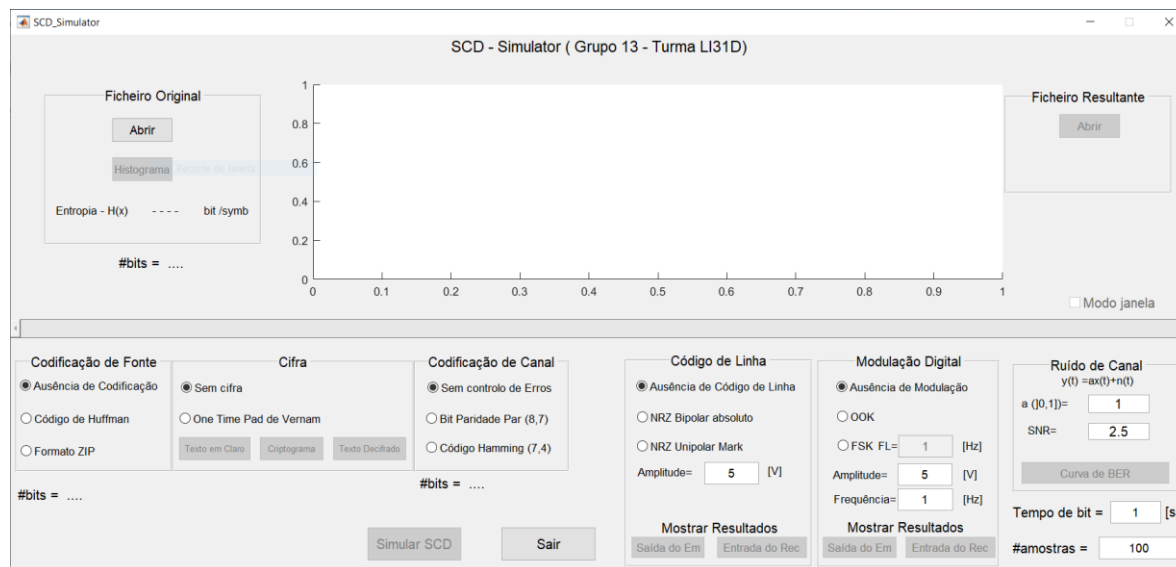 SCD_Simulator
SCD - Simulator ( Grupo 13 - Turma LI31D)
Ficheiro Original
Abrir
Histograma
Recorte de Janela
Entropia - H(x) - - - - bit /symb
#bits = ....
1
0.8
0.6
0.4
0.2
0
0 0.1 0.2 0.3 0.4 0.5 0.6 0.7 0.8 0.9 1
Ficheiro Resultante
Abrir
Modo janela
Codificação de Fonte
Ausência de Codificação
Código de Huffman
Formato ZIP
#bits = ....
Cifra
Sem cifra
One Time Pad de Vernam
Texto em Claro Criptograma Texto Decifrado
Codificação de Canal
Sem controlo de Erros
Bit Paridade Par (8,7)
Código Hamming (7,4)
#bits = ....
Simular SCD
Sair
Código de Linha
Ausência de Código de Linha
NRZ Bipolar absoluto
NRZ Unipolar Mark
Amplitude= 5 [V]
Mostrar Resultados
Saída do Em Entrada do Rec
Modulação Digital
Ausência de Modulação
OOK
FSK FL= 1 [Hz]
Amplitude= 5 [V]
Frequência= 1 [Hz]
Mostrar Resultados
Saída do Em Entrada do Rec
Ruído de Canal
y(t) =ax(t)+n(t)
a (]0,1])= 1
SNR= 2.5
Curva de BER
Tempo de bit = 1 [s
#amostras = 100